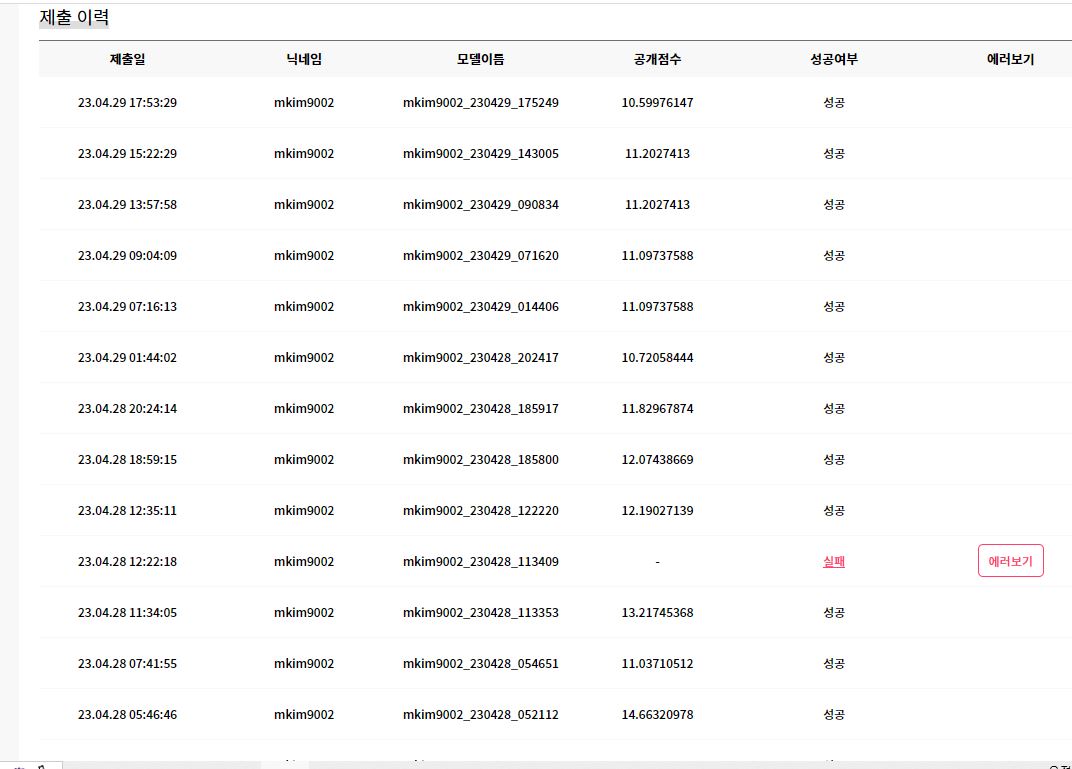 제출 이력
제출일 닉네임 모델이름 공개점수 성공여부 에러보기
23.04.29 17:53:29 mkim9002 mkim9002_230429_175249 10.59976147 성공
23.04.29 15:22:29 mkim9002 mkim9002_230429_143005 11.2027413 성공
23.04.29 13:57:58 mkim9002 mkim9002_230429_090834 11.2027413 성공
23.04.29 09:04:09 mkim9002 mkim9002_230429_071620 11.09737588 성공
23.04.29 07:16:13 mkim9002 mkim9002_230429_014406 11.09737588 성공
23.04.29 01:44:02 mkim9002 mkim9002_230428_202417 10.72058444 성공
23.04.28 20:24:14 mkim9002 mkim9002_230428_185917 11.82967874 성공
23.04.28 18:59:15 mkim9002 mkim9002_230428_185800 12.07438669 성공
23.04.28 12:35:11 mkim9002 mkim9002_230428_122220 12.19027139 성공
23.04.28 12:22:18 mkim9002 mkim9002_230428_113409 - 실패 에러보기
23.04.28 11:34:05 mkim9002 mkim9002_230428_113353 13.21745368 성공
23.04.28 07:41:55 mkim9002 mkim9002_230428_054651 11.03710512 성공
23.04.28 05:46:46 mkim9002 mkim9002_230428_052112 14.66320978 성공